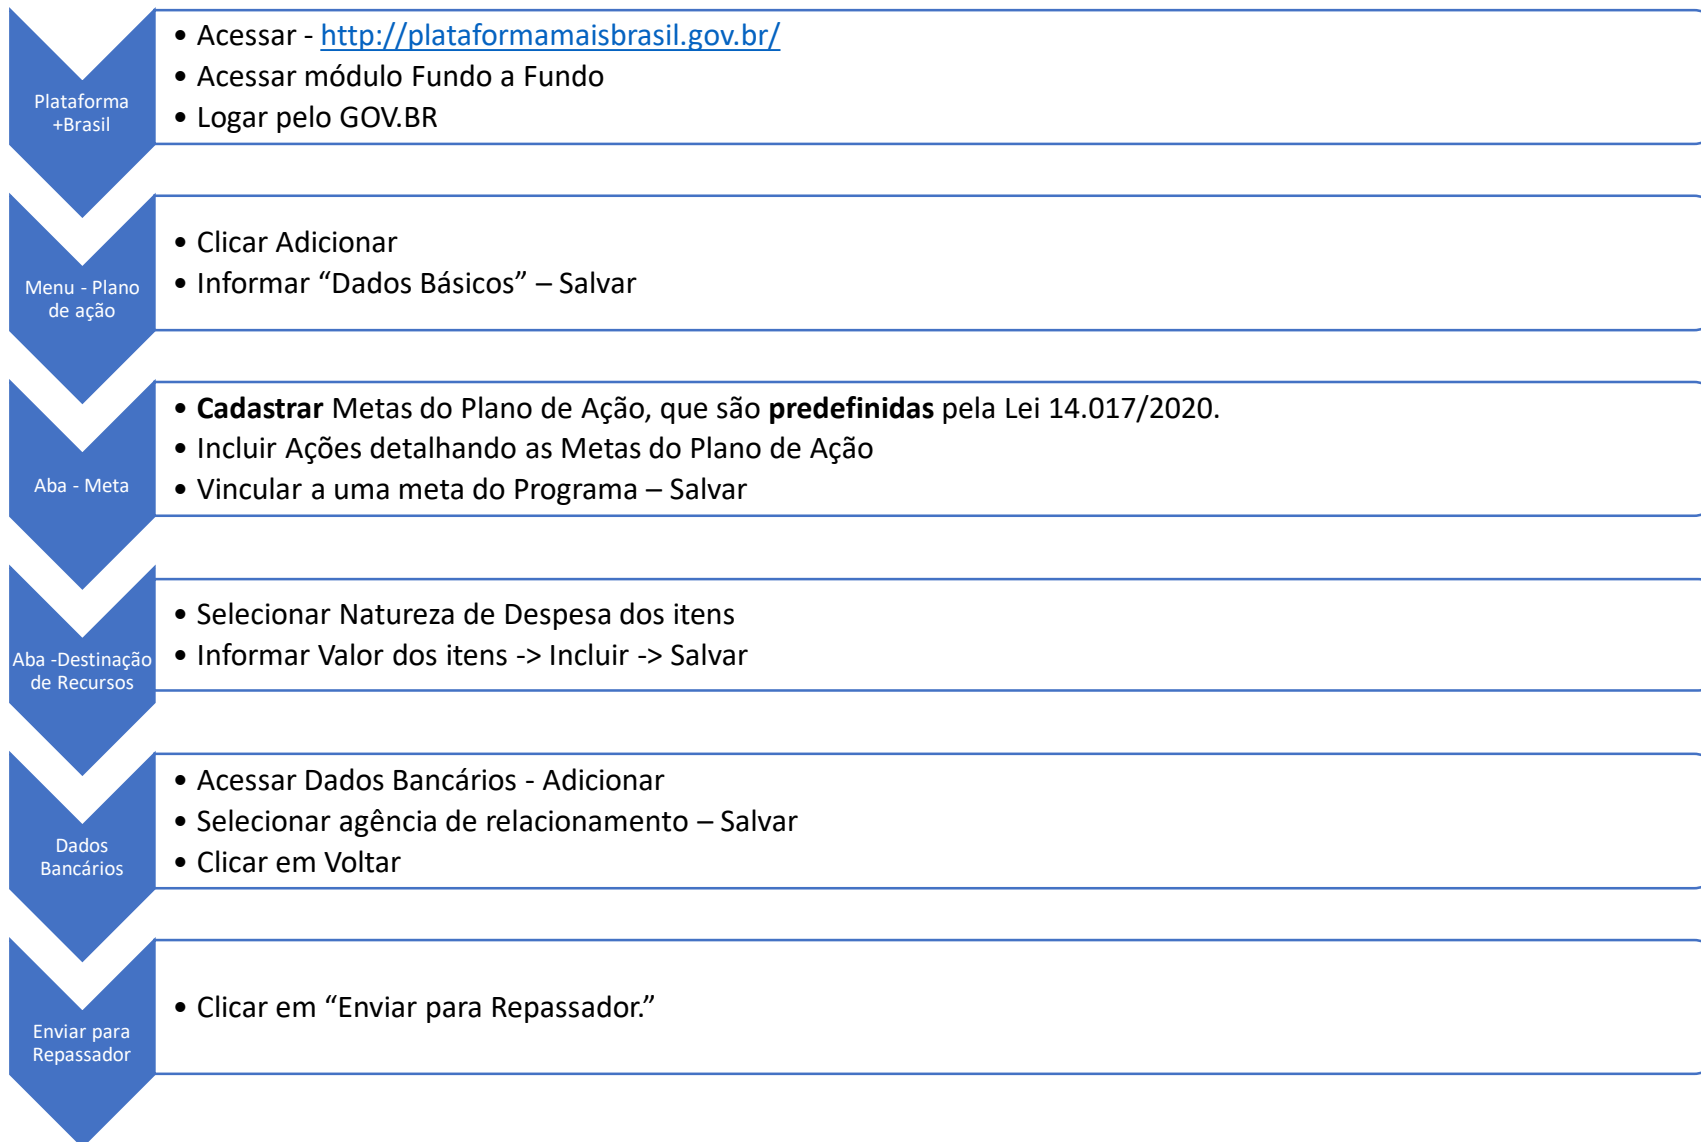 Plataforma
+Brasil
• Acessar - http://plataformamaisbrasil.gov.br/
• Acessar módulo Fundo a Fundo
• Logar pelo GOV.BR
Menu - Plano
de ação
• Clicar Adicionar
• Informar “Dados Básicos” – Salvar
Aba - Meta
• Cadastrar Metas do Plano de Ação, que são predefinidas pela Lei 14.017/2020.
• Incluir Ações detalhando as Metas do Plano de Ação
• Vincular a uma meta do Programa – Salvar
Aba -Destinação
de Recursos
• Selecionar Natureza de Despesa dos itens
• Informar Valor dos itens -> Incluir -> Salvar
Dados
Bancários
• Acessar Dados Bancários - Adicionar
• Selecionar agência de relacionamento – Salvar
• Clicar em Voltar
Enviar para
Repassador
• Clicar em “Enviar para Repassador.”